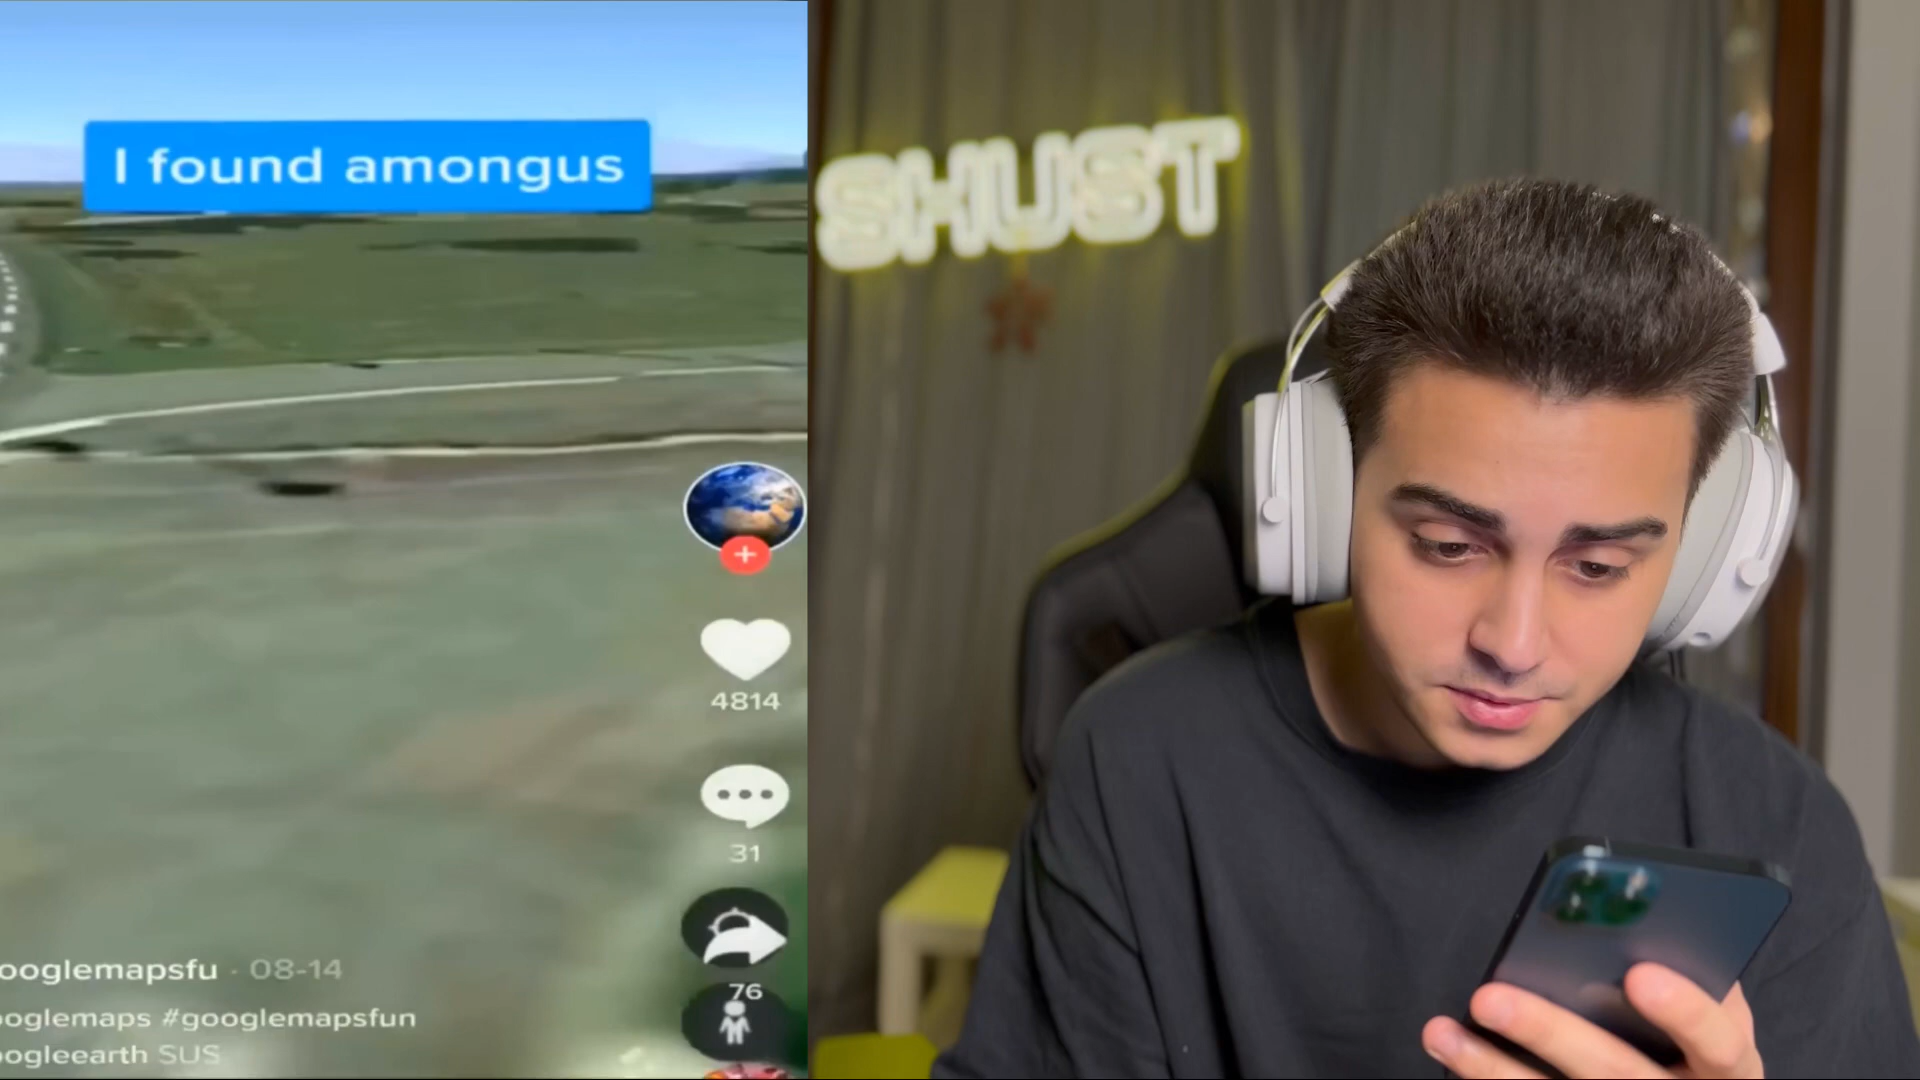 I found amongus
SHUST
4814
31
76
ooglemapsfu · 08-14
ooglemaps #googlemapsfun
oogleearth SUS